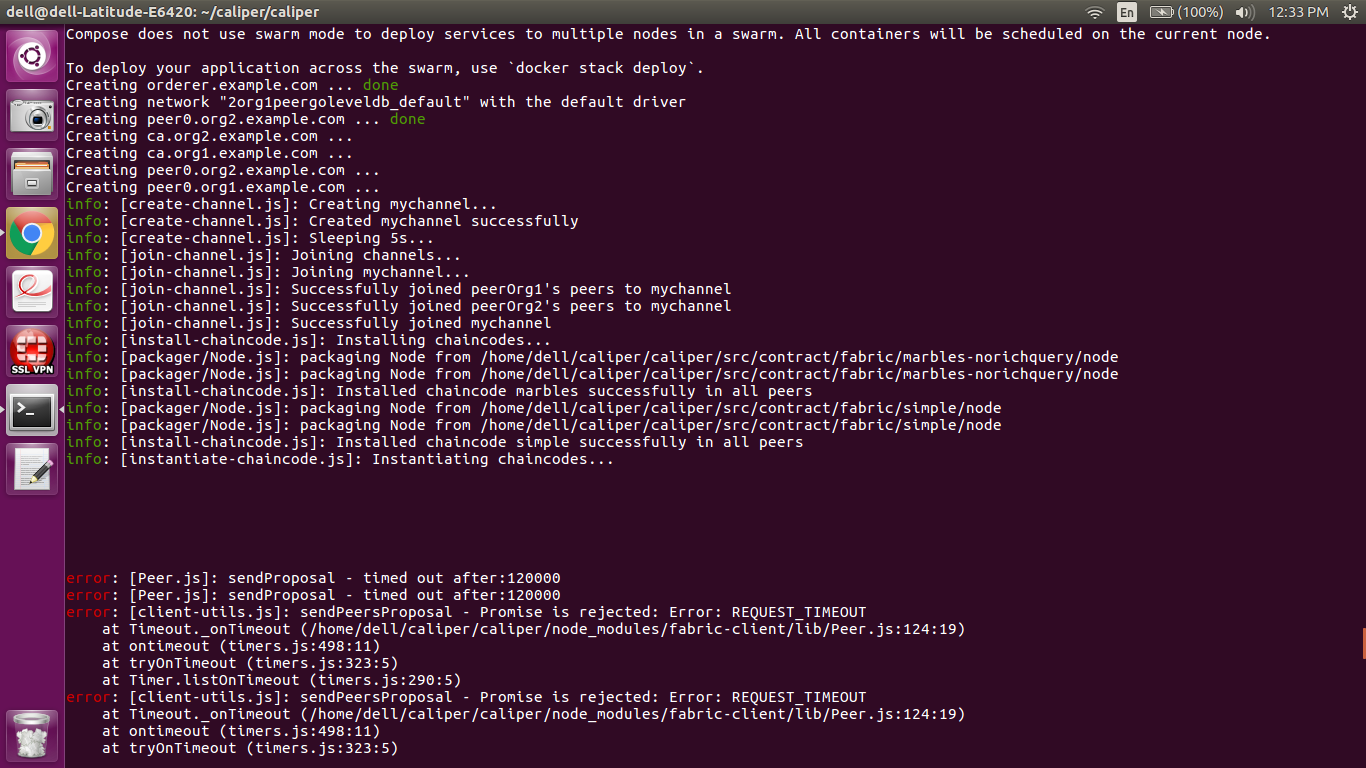 dell@dell-Latitude-E6420: ~/caliper/caliper
En
(100%)
12:33 PM
Compose does not use swarm mode to deploy services to multiple nodes in a swarm. All containers will be scheduled on the current node.
To deploy your application across the swarm, use `docker stack deploy`.
Creating orderer.example.com ... done
Creating network "2org1peergoleveldb_default" with the default driver
Creating peer0.org2.example.com ... done
Creating ca.org2.example.com ...
Creating ca.org1.example.com ...
Creating peer0.org2.example.com ...
Creating peer0.org1.example.com ...
info: [create-channel.js]: Creating mychannel...
info: [create-channel.js]: Created mychannel successfully
info: [create-channel.js]: Sleeping 5s...
info: [join-channel.js]: Joining channels...
info: [join-channel.js]: Joining mychannel...
info: [join-channel.js]: Successfully joined peerOrg1's peers to mychannel
info: [join-channel.js]: Successfully joined peerOrg2's peers to mychannel
info: [join-channel.js]: Successfully joined mychannel
info: [install-chaincode.js]: Installing chaincodes...
info: [packager/Node.js]: packaging Node from /home/dell/caliper/caliper/src/contract/fabric/marbles-norichquery/node
info: [packager/Node.js]: packaging Node from /home/dell/caliper/caliper/src/contract/fabric/marbles-norichquery/node
info: [install-chaincode.js]: Installed chaincode marbles successfully in all peers
info: [packager/Node.js]: packaging Node from /home/dell/caliper/caliper/src/contract/fabric/simple/node
info: [packager/Node.js]: packaging Node from /home/dell/caliper/caliper/src/contract/fabric/simple/node
info: [install-chaincode.js]: Installed chaincode simple successfully in all peers
info: [instantiate-chaincode.js]: Instantiating chaincodes...
error: [Peer.js]: sendProposal - timed out after:120000
error: [Peer.js]: sendProposal - timed out after:120000
error: [client-utils.js]: sendPeersProposal - Promise is rejected: Error: REQUEST_TIMEOUT
at Timeout._onTimeout (/home/dell/caliper/caliper/node_modules/fabric-client/lib/Peer.js:124:19)
at ontimeout (timers.js:498:11)
at tryOnTimeout (timers.js:323:5)
at Timer.listOnTimeout (timers.js:290:5)
error: [client-utils.js]: sendPeersProposal - Promise is rejected: Error: REQUEST_TIMEOUT
at Timeout._onTimeout (/home/dell/caliper/caliper/node_modules/fabric-client/lib/Peer.js:124:19)
at ontimeout (timers.js:498:11)
at tryOnTimeout (timers.js:323:5)
SSL VPN
>_